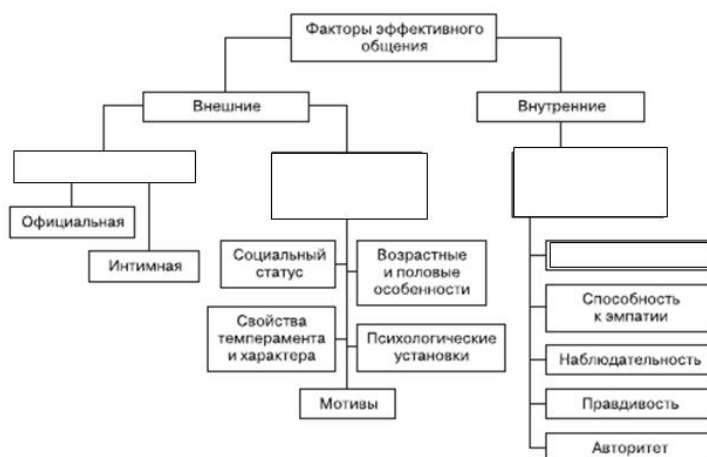 Факторы эффективного
общения
Внешние
Внутренние
Официальная
Интимная
Социальный
статус
Возрастные
и половые
особенности
Способность
к эмпатии
Свойства
темперамента
и характера
Психологические
установки
Наблюдательность
Мотивы
Правдивость
Авторитет